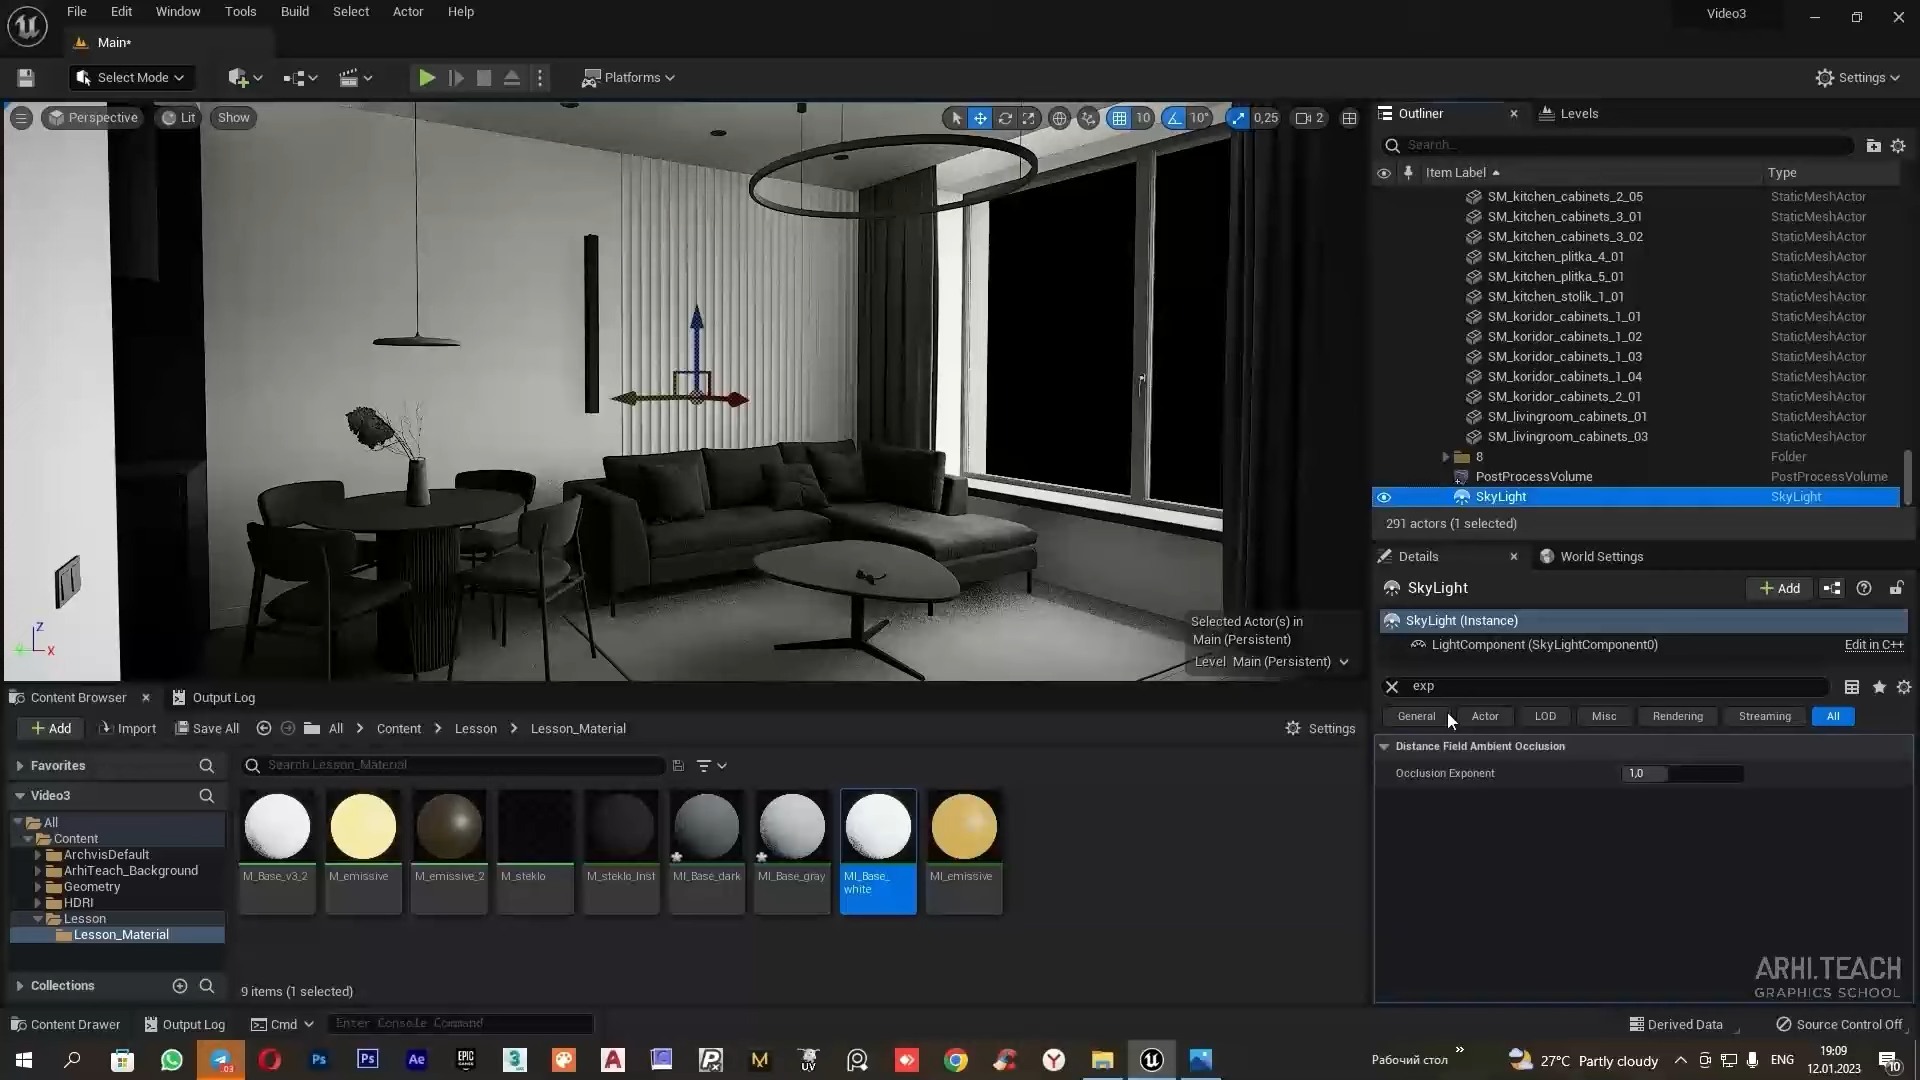 File Edit Window Tools Build Select Actor Help
Video3
Main*
Select Mode
Platforms
Settings
Perspective
Lit
Show
10
10°
0,25
2
Selected Actor(s) in
Main (Persistent)
Level Main (Persistent)
Z
X
Outliner
Levels
Search...
Item Label
Type
SM_kitchen_cabinets_2_05 StaticMeshActor
SM_kitchen_cabinets_3_01 StaticMeshActor
SM_kitchen_cabinets_3_02 StaticMeshActor
SM_kitchen_plitka_4_01 StaticMeshActor
SM_kitchen_plitka_5_01 StaticMeshActor
SM_kitchen_stolik_1_01 StaticMeshActor
SM_koridor_cabinets_1_01 StaticMeshActor
SM_koridor_cabinets_1_02 StaticMeshActor
SM_koridor_cabinets_1_03 StaticMeshActor
SM_koridor_cabinets_1_04 StaticMeshActor
SM_koridor_cabinets_2_01 StaticMeshActor
SM_livingroom_cabinets_01 StaticMeshActor
SM_livingroom_cabinets_03 StaticMeshActor
8 Folder
PostProcessVolume PostProcessVolume
SkyLight SkyLight
291 actors (1 selected)
Details
World Settings
SkyLight
Add
SkyLight (Instance)
LightComponent (SkyLightComponent0) Edit in C++
exp
General Actor LOD Misc Rendering Streaming All
Distance Field Ambient Occlusion
Occlusion Exponent 1,0
ARHI.TEACH
GRAPHICS SCHOOL
Content Browser
Output Log
Add
Import
Save All
All
Content
Lesson
Lesson_Material
Settings
Favorites
Video3
All
Content
ArchvisDefault
ArhiTeach_Background
Geometry
HDRI
Lesson
Lesson_Material
Collections
Search Lesson_Material
M_Base_v3_2
M_emissive
M_emissive_2
M_steklo
M_steklo_Inst
MI_Base_dark
MI_Base_gray
MI_Base_
white
MI_emissive
9 items (1 selected)
Content Drawer
Output Log
Cmd
Enter Console Command
Derived Data
Source Control Off
Рабочий стол
27°C Partly cloudy
ENG
19:09
12.01.2023
10